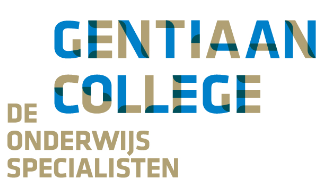 GENTIAAN
COLLEGE
DE
ONDERWIJS
SPECIALISTEN